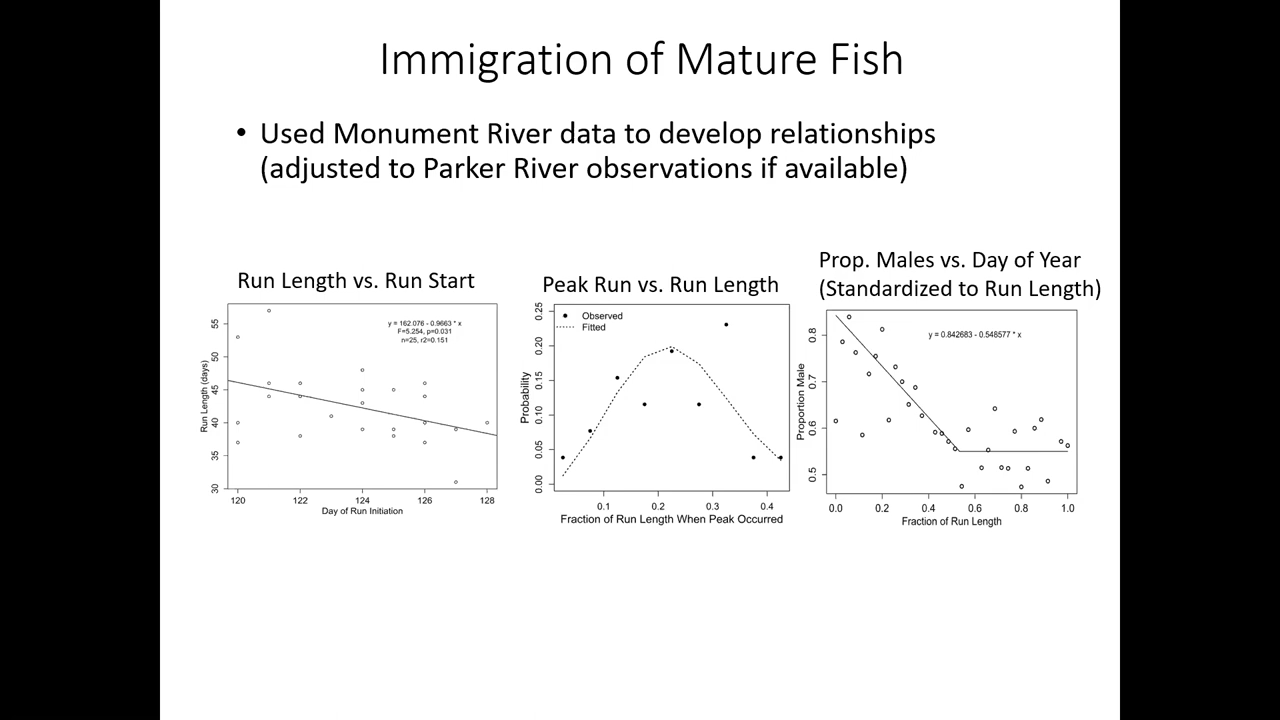 Immigration of Mature Fish
• Used Monument River data to develop relationships
(adjusted to Parker River observations if available)
Run Length vs. Run Start
y = 162.076 - 0.9663 * x
F=5.254, p=0.031
n=25, r2=0.151
Run Length (days)
55
50
45
40
35
30
120
122
124
126
128
Day of Run Initiation
Peak Run vs. Run Length
Observed
Fitted
Probability
0.25
0.20
0.15
0.10
0.05
0.00
0.1
0.2
0.3
0.4
Fraction of Run Length When Peak Occurred
Prop. Males vs. Day of Year
(Standardized to Run Length)
y = 0.842683 - 0.548577 * x
Proportion Male
0.8
0.7
0.6
0.5
0.0
0.2
0.4
0.6
0.8
1.0
Fraction of Run Length